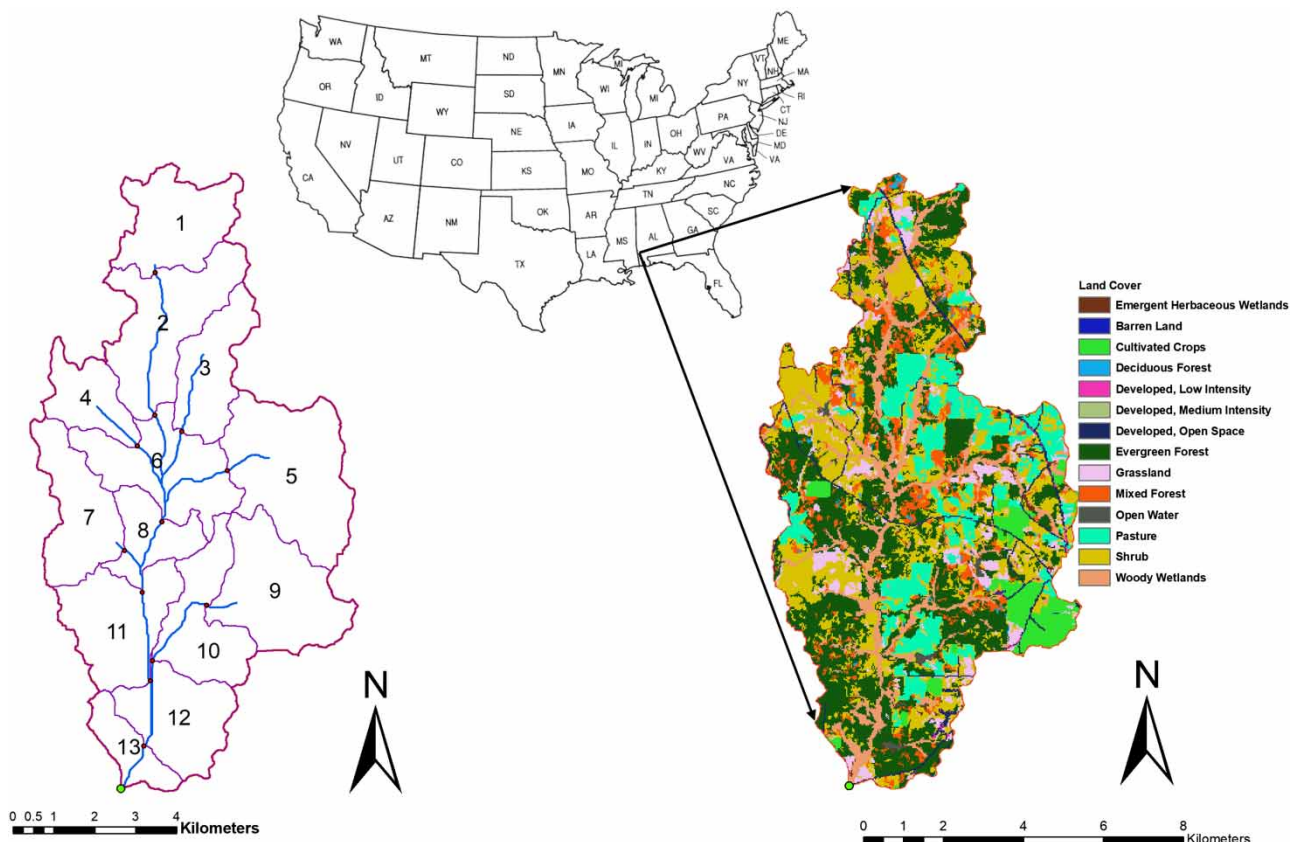 WA
MT
ND
MN
ME
VT
NH
MA
OR
ID
SD
WI
MI
MI
NY
RI
CT
WY
PA
NJ
IA
NE
OH
DE
NV
IL
IN
MD
UT
CO
WV
VA
VA
CA
KS
MO
KY
NC
TN
AZ
NM
OK
AR
SC
MS
AL
GA
LA
TX
FL
1
2
3
4
5
6
7
8
9
10
11
12
13
Land Cover
Emergent Herbaceous Wetlands
Barren Land
Cultivated Crops
Deciduous Forest
Developed, Low Intensity
Developed, Medium Intensity
Developed, Open Space
Evergreen Forest
Grassland
Mixed Forest
Open Water
Pasture
Shrub
Woody Wetlands
N
N
0 0.5 1 2 3 4
Kilometers
0 1 2 4 6 8
Kilometers